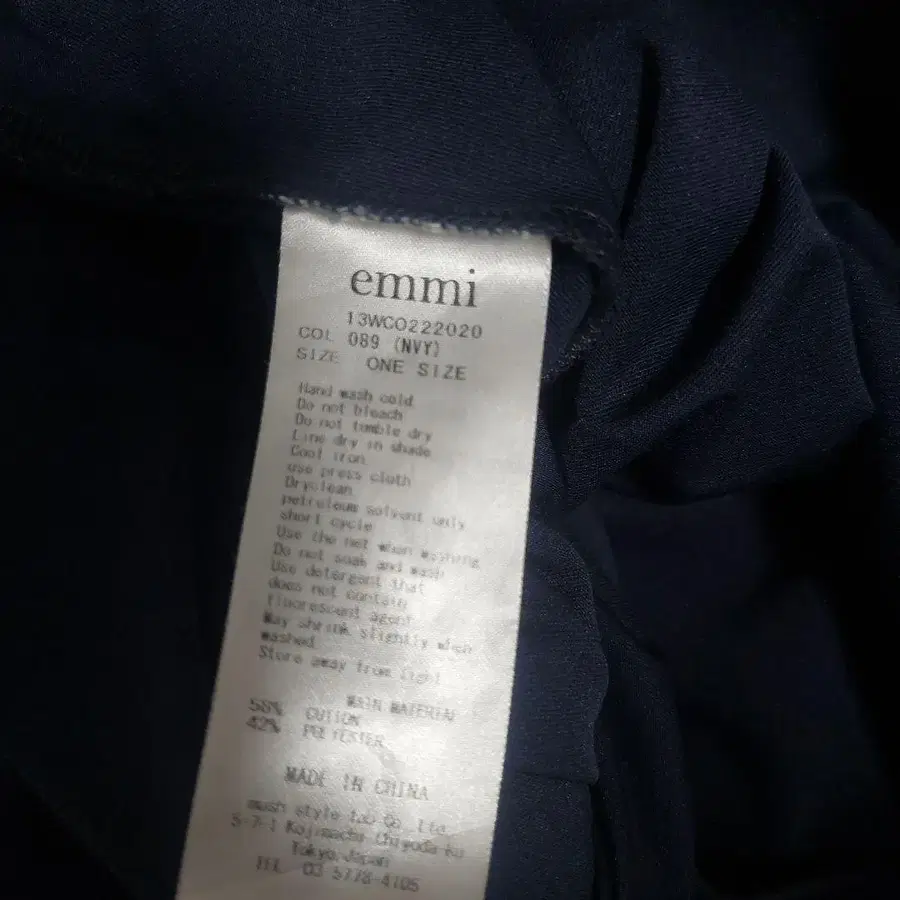 emmi
13WCO222020
COL 089 (NVY)
SIZE ONE SIZE
Hand wash cold
Do not bleach
Do not tumble dry
Line dry in shade
Cool iron
use press cloth
Dryclean
petroleum solvent only
short cycle
Use the net when washing
Do not soak and wash
Use detergent that
does not contain
fluorescent agent
May shrink slightly when
washed
Store away from light
MAIN MATERIAL
58% COTTON
42% POLYESTER
MADE IN CHINA
mash style lab Co.,Ltd.
5-7-1 Kojimachi Chiyoda-ku
Tokyo,Japan
TEL 03 5778-4705